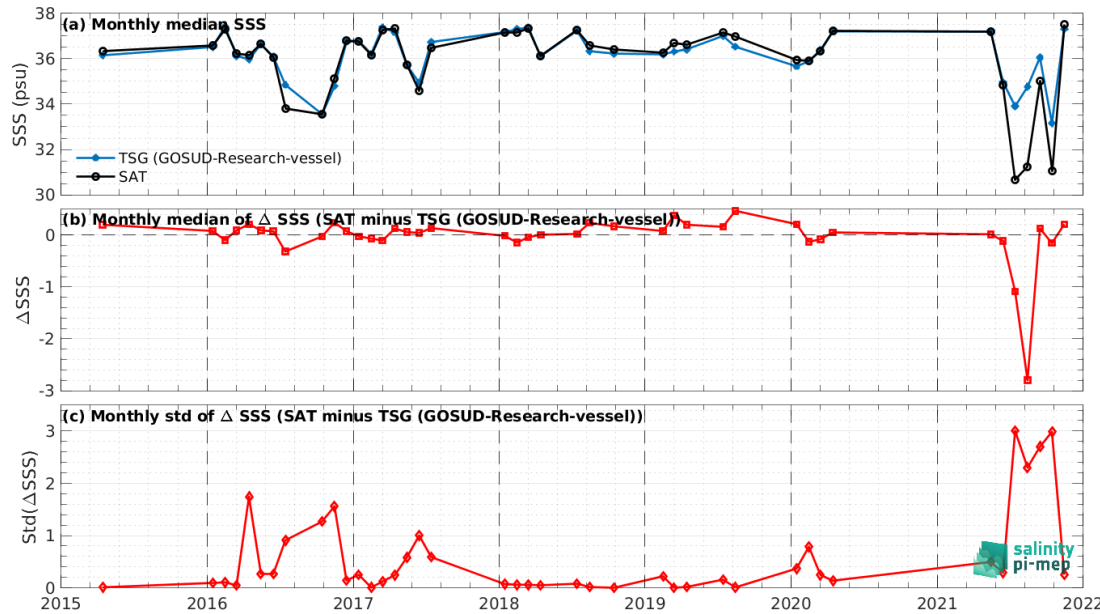 (a) Monthly median SSS
38
36
34
32
30
SSS (psu)
TSG (GOSUD-Research-vessel)
SAT
(b) Monthly median of Δ SSS (SAT minus TSG (GOSUD-Research-vessel))
0
-1
-2
-3
ΔSSS
(c) Monthly std of Δ SSS (SAT minus TSG (GOSUD-Research-vessel))
3
2
1
0
Std(ΔSSS)
2015 2016 2017 2018 2019 2020 2021 2022
salinity
pi-mep